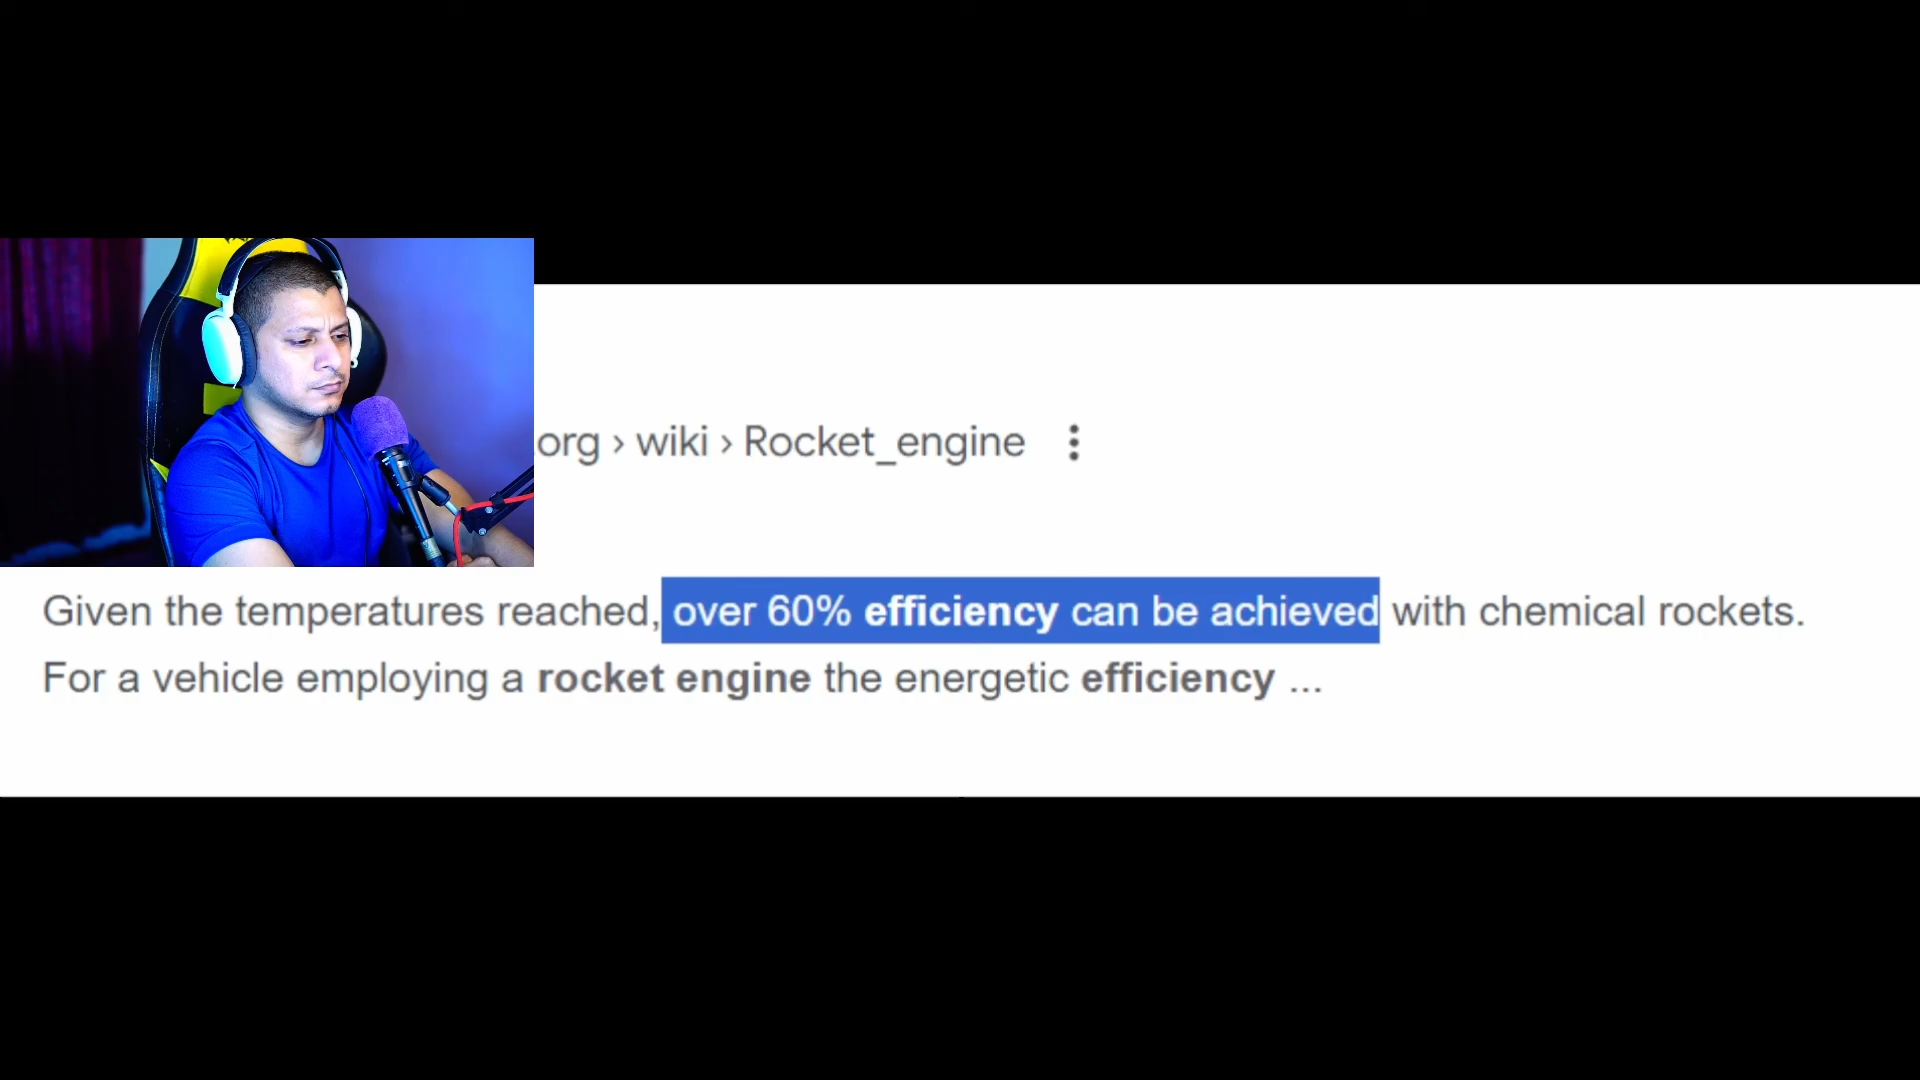 .org › wiki › Rocket_engine
Given the temperatures reached, over 60% efficiency can be achieved with chemical rockets.
For a vehicle employing a rocket engine the energetic efficiency ...